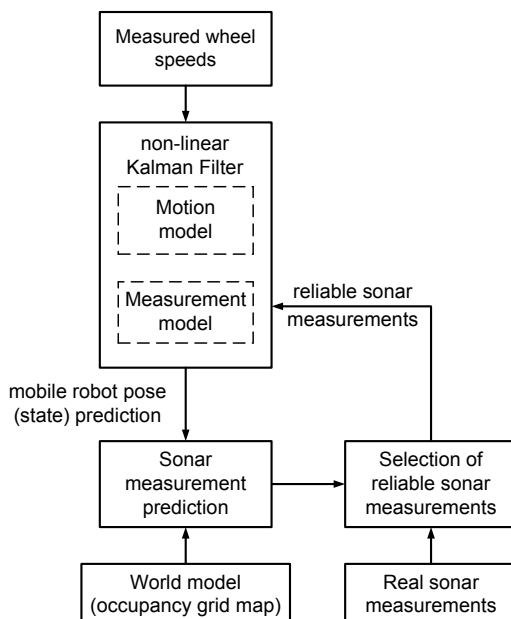 Measured wheel
speeds
non-linear
Kalman Filter
Motion
model
Measurement
model
reliable sonar
measurements
mobile robot pose
(state) prediction
Sonar
measurement
prediction
Selection of
reliable sonar
measurements
World model
(occupancy grid map)
Real sonar
measurements